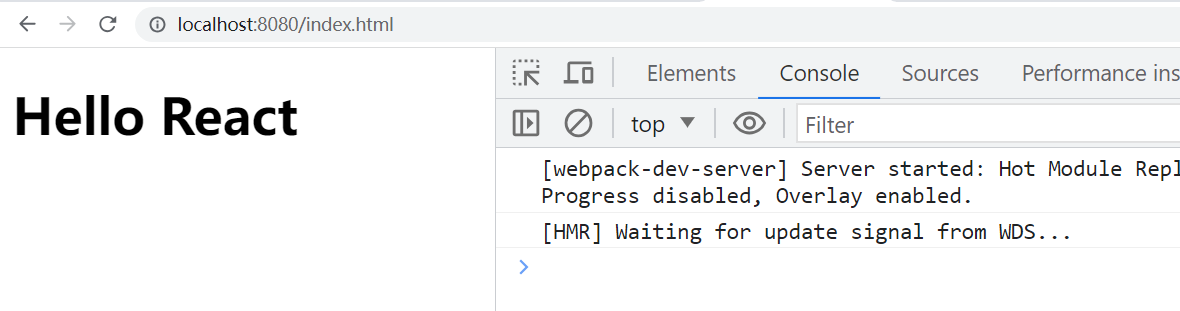 localhost:8080/index.html
Hello React
Elements Console Sources Performance ins
top Filter
[webpack-dev-server] Server started: Hot Module Repl
Progress disabled, Overlay enabled.
[HMR] Waiting for update signal from WDS...